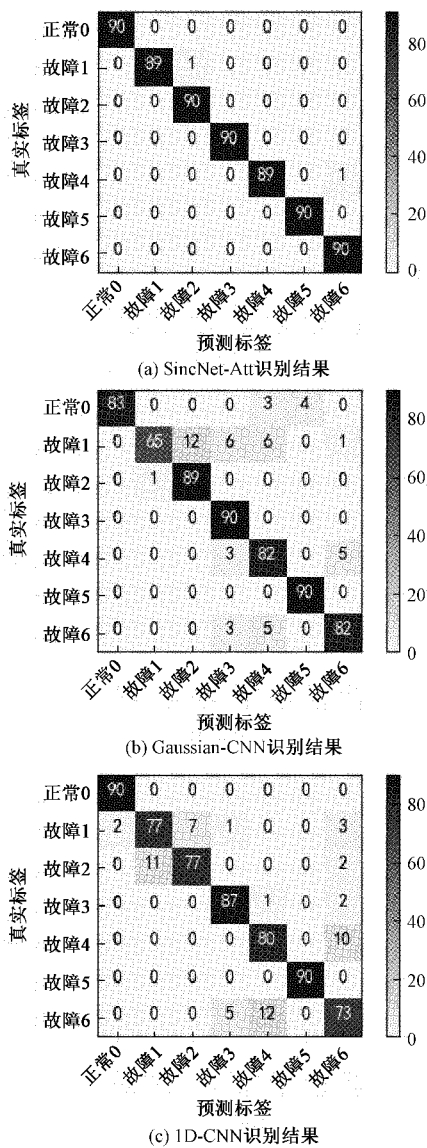 正常0 90 0 0 0 0 0 0
故障1 0 89 1 0 0 0 0
故障2 0 0 90 0 0 0 0
故障3 0 0 0 90 0 0 0
故障4 0 0 0 0 89 0 1
故障5 0 0 0 0 0 90 0
故障6 0 0 0 0 0 0 90
真实标签
正常0 故障1 故障2 故障3 故障4 故障5 故障6
预测标签
80
60
40
20
0
(a) SincNet-Att识别结果
正常0 83 0 0 0 3 4 0
故障1 0 65 12 6 6 0 1
故障2 0 1 89 0 0 0 0
故障3 0 0 0 90 0 0 0
故障4 0 0 0 3 82 0 5
故障5 0 0 0 0 0 90 0
故障6 0 0 0 3 5 0 82
真实标签
正常0 故障1 故障2 故障3 故障4 故障5 故障6
预测标签
80
60
40
20
0
(b) Gaussian-CNN识别结果
正常0 90 0 0 0 0 0 0
故障1 2 77 7 1 0 0 3
故障2 0 11 77 0 0 0 2
故障3 0 0 0 87 1 0 2
故障4 0 0 0 0 80 0 10
故障5 0 0 0 0 0 90 0
故障6 0 0 0 5 12 0 73
真实标签
正常0 故障1 故障2 故障3 故障4 故障5 故障6
预测标签
80
60
40
20
0
(c) 1D-CNN识别结果